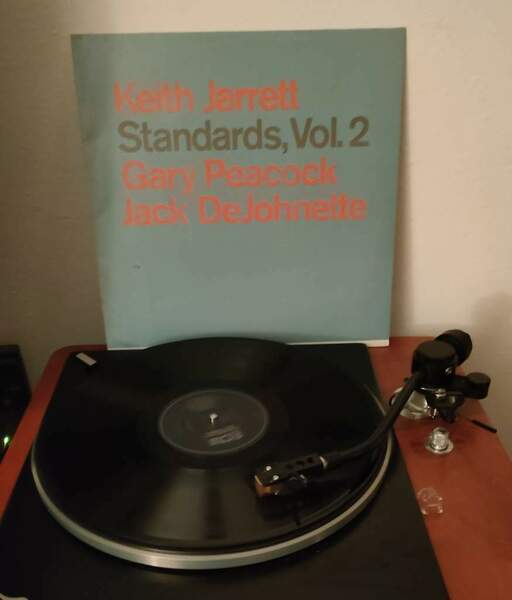 Keith Jarrett
Standards, Vol. 2
Gary Peacock
Jack DeJohnette